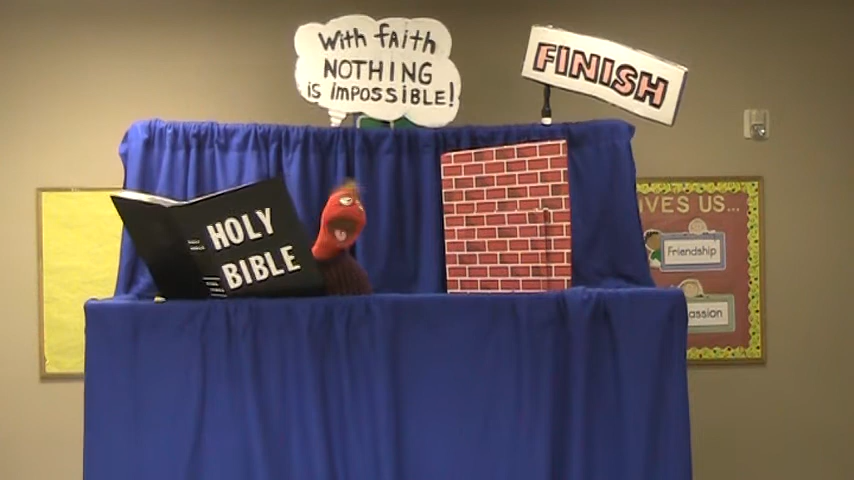 With fAith
NOTHING
is impOSSIBLE!
FINISH
HOLY
BIBLE
IVES US...
Friendship
assion